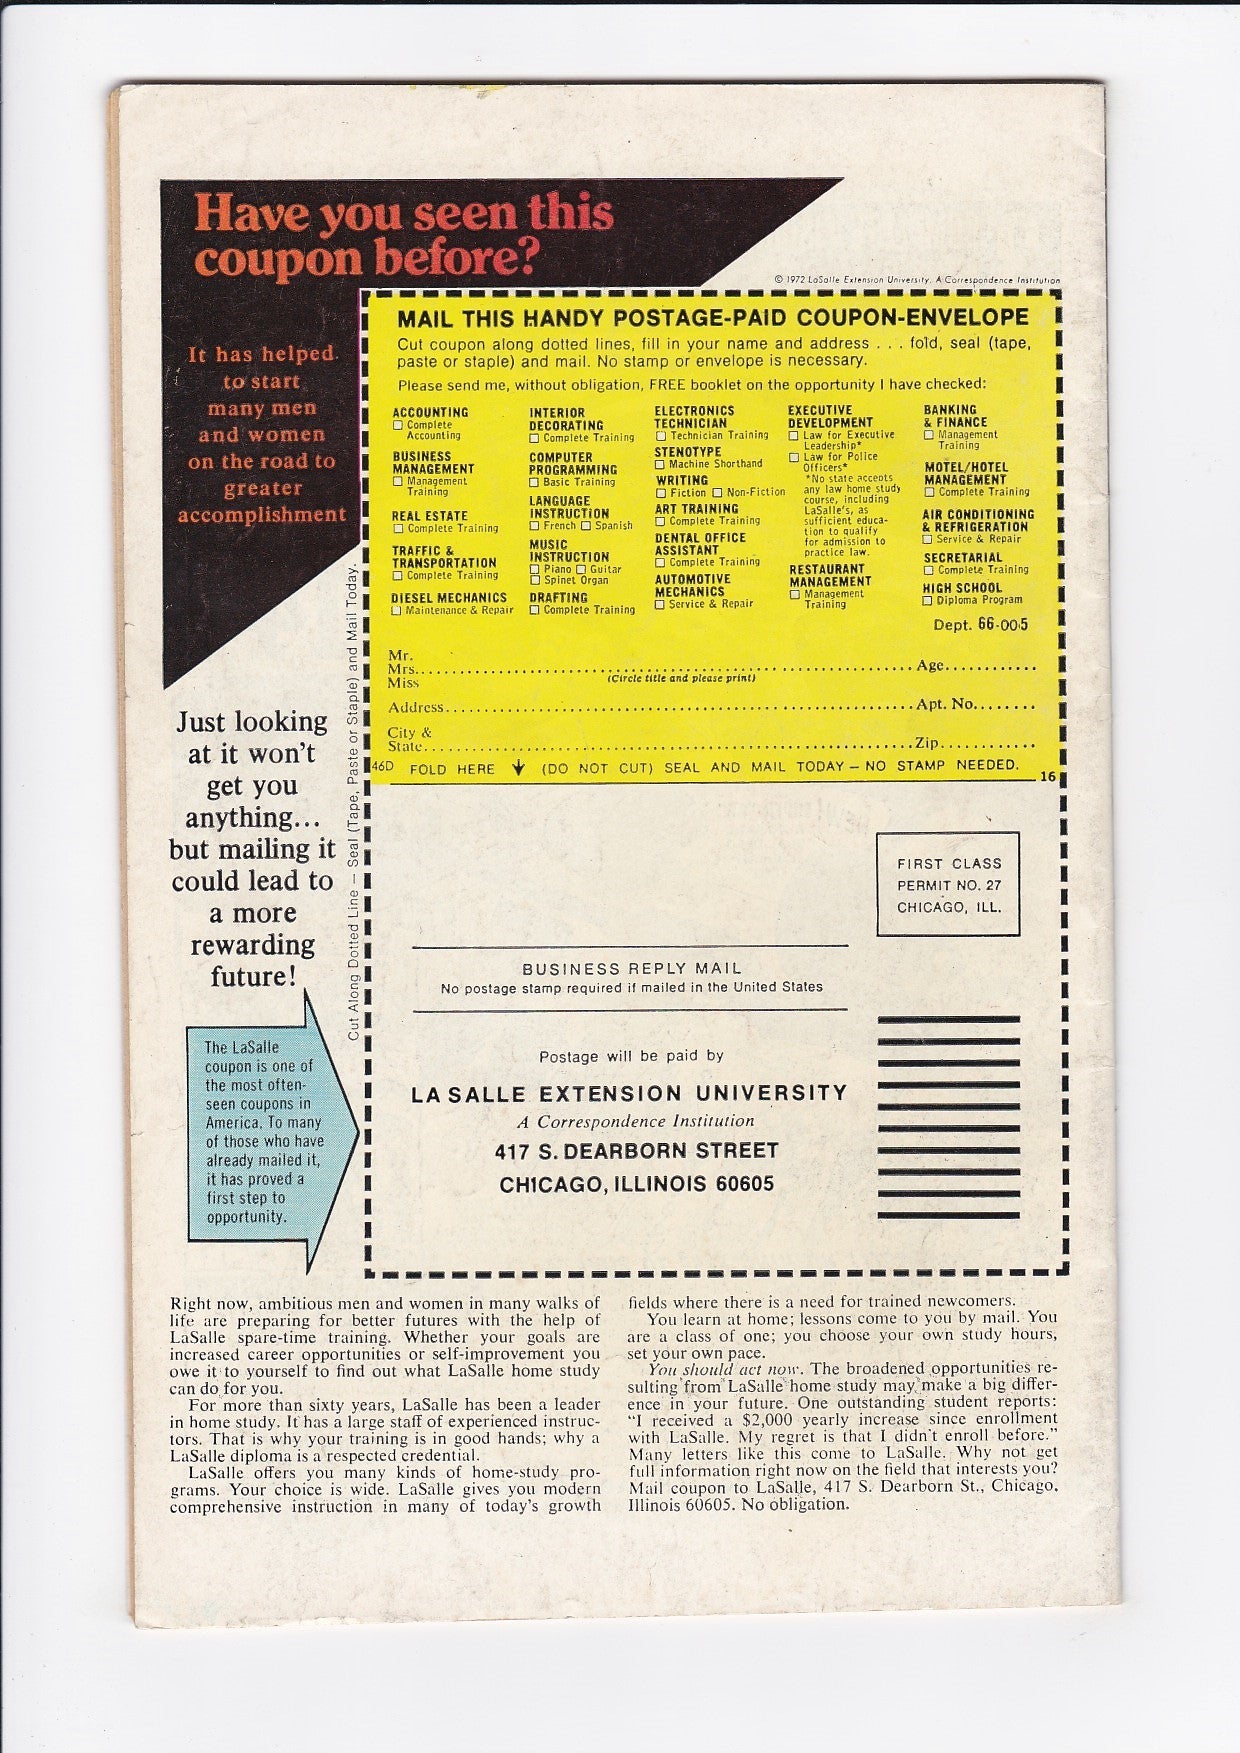 Have you seen this
coupon before?
© 1972 LaSalle Extension University, A Correspondence Institution
It has helped
to start
many men
and women
on the road to
greater
accomplishment
MAIL THIS HANDY POSTAGE-PAID COUPON-ENVELOPE
Cut coupon along dotted lines, fill in your name and address . . . fold, seal (tape,
paste or staple) and mail. No stamp or envelope is necessary.
Please send me, without obligation, FREE booklet on the opportunity I have checked:
ACCOUNTING
☐ Complete
Accounting
BUSINESS
MANAGEMENT
☐ Management
Training
REAL ESTATE
☐ Complete Training
TRAFFIC &
TRANSPORTATION
☐ Complete Training
DIESEL MECHANICS
☐ Maintenance & Repair
INTERIOR
DECORATING
☐ Complete Training
COMPUTER
PROGRAMMING
☐ Basic Training
LANGUAGE
INSTRUCTION
☐ French ☐ Spanish
MUSIC
INSTRUCTION
☐ Piano ☐ Guitar
☐ Spinet Organ
DRAFTING
☐ Complete Training
ELECTRONICS
TECHNICIAN
☐ Technician Training
STENOTYPE
☐ Machine Shorthand
WRITING
☐ Fiction ☐ Non-Fiction
ART TRAINING
☐ Complete Training
DENTAL OFFICE
ASSISTANT
☐ Complete Training
AUTOMOTIVE
MECHANICS
☐ Service & Repair
EXECUTIVE
DEVELOPMENT
☐ Law for Executive
Leadership*
☐ Law for Police
Officers*
*No state accepts
any law home study
course, including
LaSalle's, as
sufficient educa-
tion to qualify
for admission to
practice law.
RESTAURANT
MANAGEMENT
☐ Management
Training
BANKING
& FINANCE
☐ Management
Training
MOTEL/HOTEL
MANAGEMENT
☐ Complete Training
AIR CONDITIONING
& REFRIGERATION
☐ Service & Repair
SECRETARIAL
☐ Complete Training
HIGH SCHOOL
☐ Diploma Program
Dept. 66-005
Mr.
Mrs. Age
Miss (Circle title and please print)
Address Apt. No.
City &
State Zip
46D FOLD HERE ↓ (DO NOT CUT) SEAL AND MAIL TODAY – NO STAMP NEEDED.
16
Cut Along Dotted Line – Seal (Tape, Paste or Staple) and Mail Today.
Just looking
at it won't
get you
anything...
but mailing it
could lead to
a more
rewarding
future!
The LaSalle
coupon is one of
the most often-
seen coupons in
America. To many
of those who have
already mailed it,
it has proved a
first step to
opportunity.
FIRST CLASS
PERMIT NO. 27
CHICAGO, ILL.
BUSINESS REPLY MAIL
No postage stamp required if mailed in the United States
Postage will be paid by
LA SALLE EXTENSION UNIVERSITY
A Correspondence Institution
417 S. DEARBORN STREET
CHICAGO, ILLINOIS 60605
Right now, ambitious men and women in many walks of
life are preparing for better futures with the help of
LaSalle spare-time training. Whether your goals are
increased career opportunities or self-improvement you
owe it to yourself to find out what LaSalle home study
can do for you.
For more than sixty years, LaSalle has been a leader
in home study. It has a large staff of experienced instruc-
tors. That is why your training is in good hands; why a
LaSalle diploma is a respected credential.
LaSalle offers you many kinds of home-study pro-
grams. Your choice is wide. LaSalle gives you modern
comprehensive instruction in many of today's growth
fields where there is a need for trained newcomers.
You learn at home; lessons come to you by mail. You
are a class of one; you choose your own study hours,
set your own pace.
You should act now. The broadened opportunities re-
sulting from LaSalle home study may make a big differ-
ence in your future. One outstanding student reports:
"I received a $2,000 yearly increase since enrollment
with LaSalle. My regret is that I didn't enroll before."
Many letters like this come to LaSalle. Why not get
full information right now on the field that interests you?
Mail coupon to LaSalle, 417 S. Dearborn St., Chicago,
Illinois 60605. No obligation.